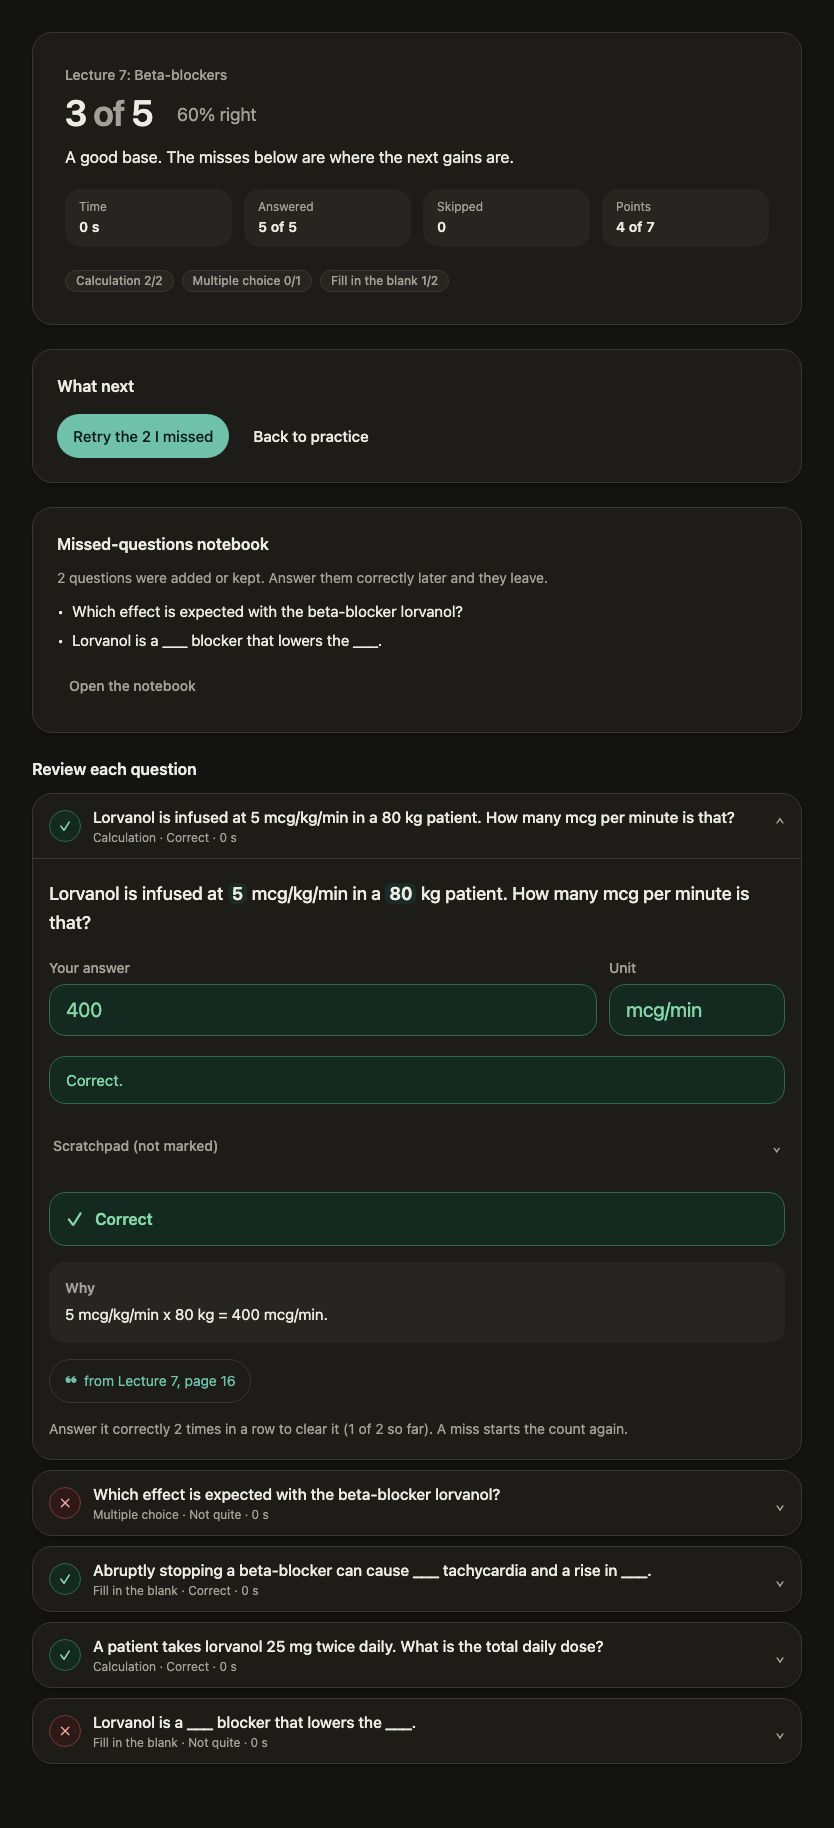 Lecture 7: Beta-blockers
3 of 5 60% right
A good base. The misses below are where the next gains are.
Time
0 s
Answered
5 of 5
Skipped
0
Points
4 of 7
Calculation 2/2
Multiple choice 0/1
Fill in the blank 1/2
What next
Retry the 2 I missed
Back to practice
Missed-questions notebook
2 questions were added or kept. Answer them correctly later and they leave.
• Which effect is expected with the beta-blocker lorvanol?
• Lorvanol is a ___ blocker that lowers the ___.
Open the notebook
Review each question
Lorvanol is infused at 5 mcg/kg/min in a 80 kg patient. How many mcg per minute is that?
Calculation · Correct · 0 s
Lorvanol is infused at 5 mcg/kg/min in a 80 kg patient. How many mcg per minute is
that?
Your answer
400
Unit
mcg/min
Correct.
Scratchpad (not marked)
✓ Correct
Why
5 mcg/kg/min x 80 kg = 400 mcg/min.
❝ from Lecture 7, page 16
Answer it correctly 2 times in a row to clear it (1 of 2 so far). A miss starts the count again.
Which effect is expected with the beta-blocker lorvanol?
Multiple choice · Not quite · 0 s
Abruptly stopping a beta-blocker can cause ___ tachycardia and a rise in ___.
Fill in the blank · Correct · 0 s
A patient takes lorvanol 25 mg twice daily. What is the total daily dose?
Calculation · Correct · 0 s
Lorvanol is a ___ blocker that lowers the ___.
Fill in the blank · Not quite · 0 s